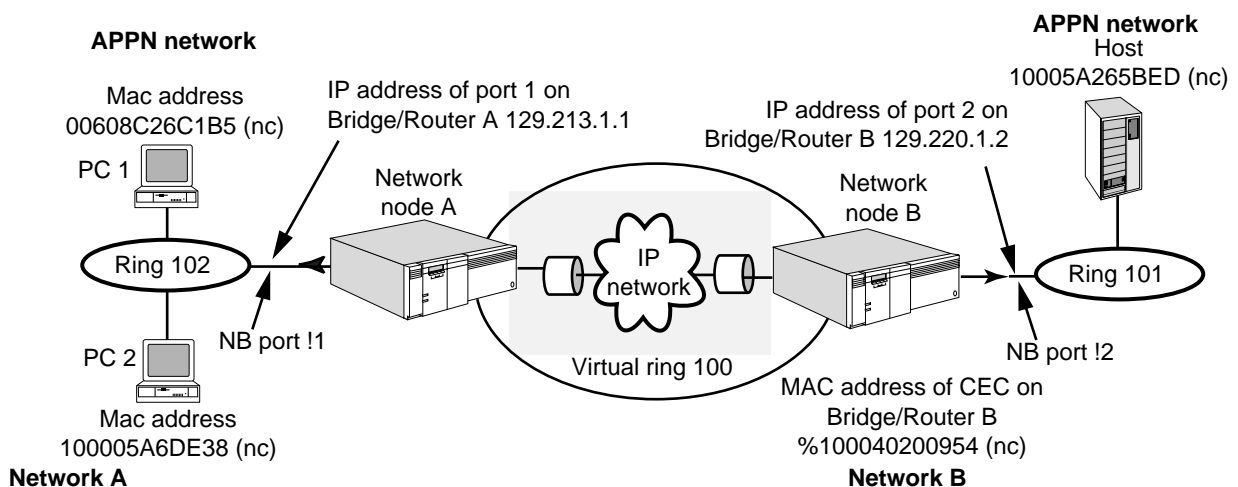 APPN network
Mac address
00608C26C1B5 (nc)
PC 1
IP address of port 1 on
Bridge/Router A 129.213.1.1
Network
node A
Ring 102
NB port !1
PC 2
Mac address
100005A6DE38 (nc)
Network A
IP
network
Virtual ring 100
APPN network
Host
10005A265BED (nc)
IP address of port 2 on
Bridge/Router B 129.220.1.2
Network
node B
Ring 101
NB port !2
MAC address of CEC on
Bridge/Router B
%100040200954 (nc)
Network B